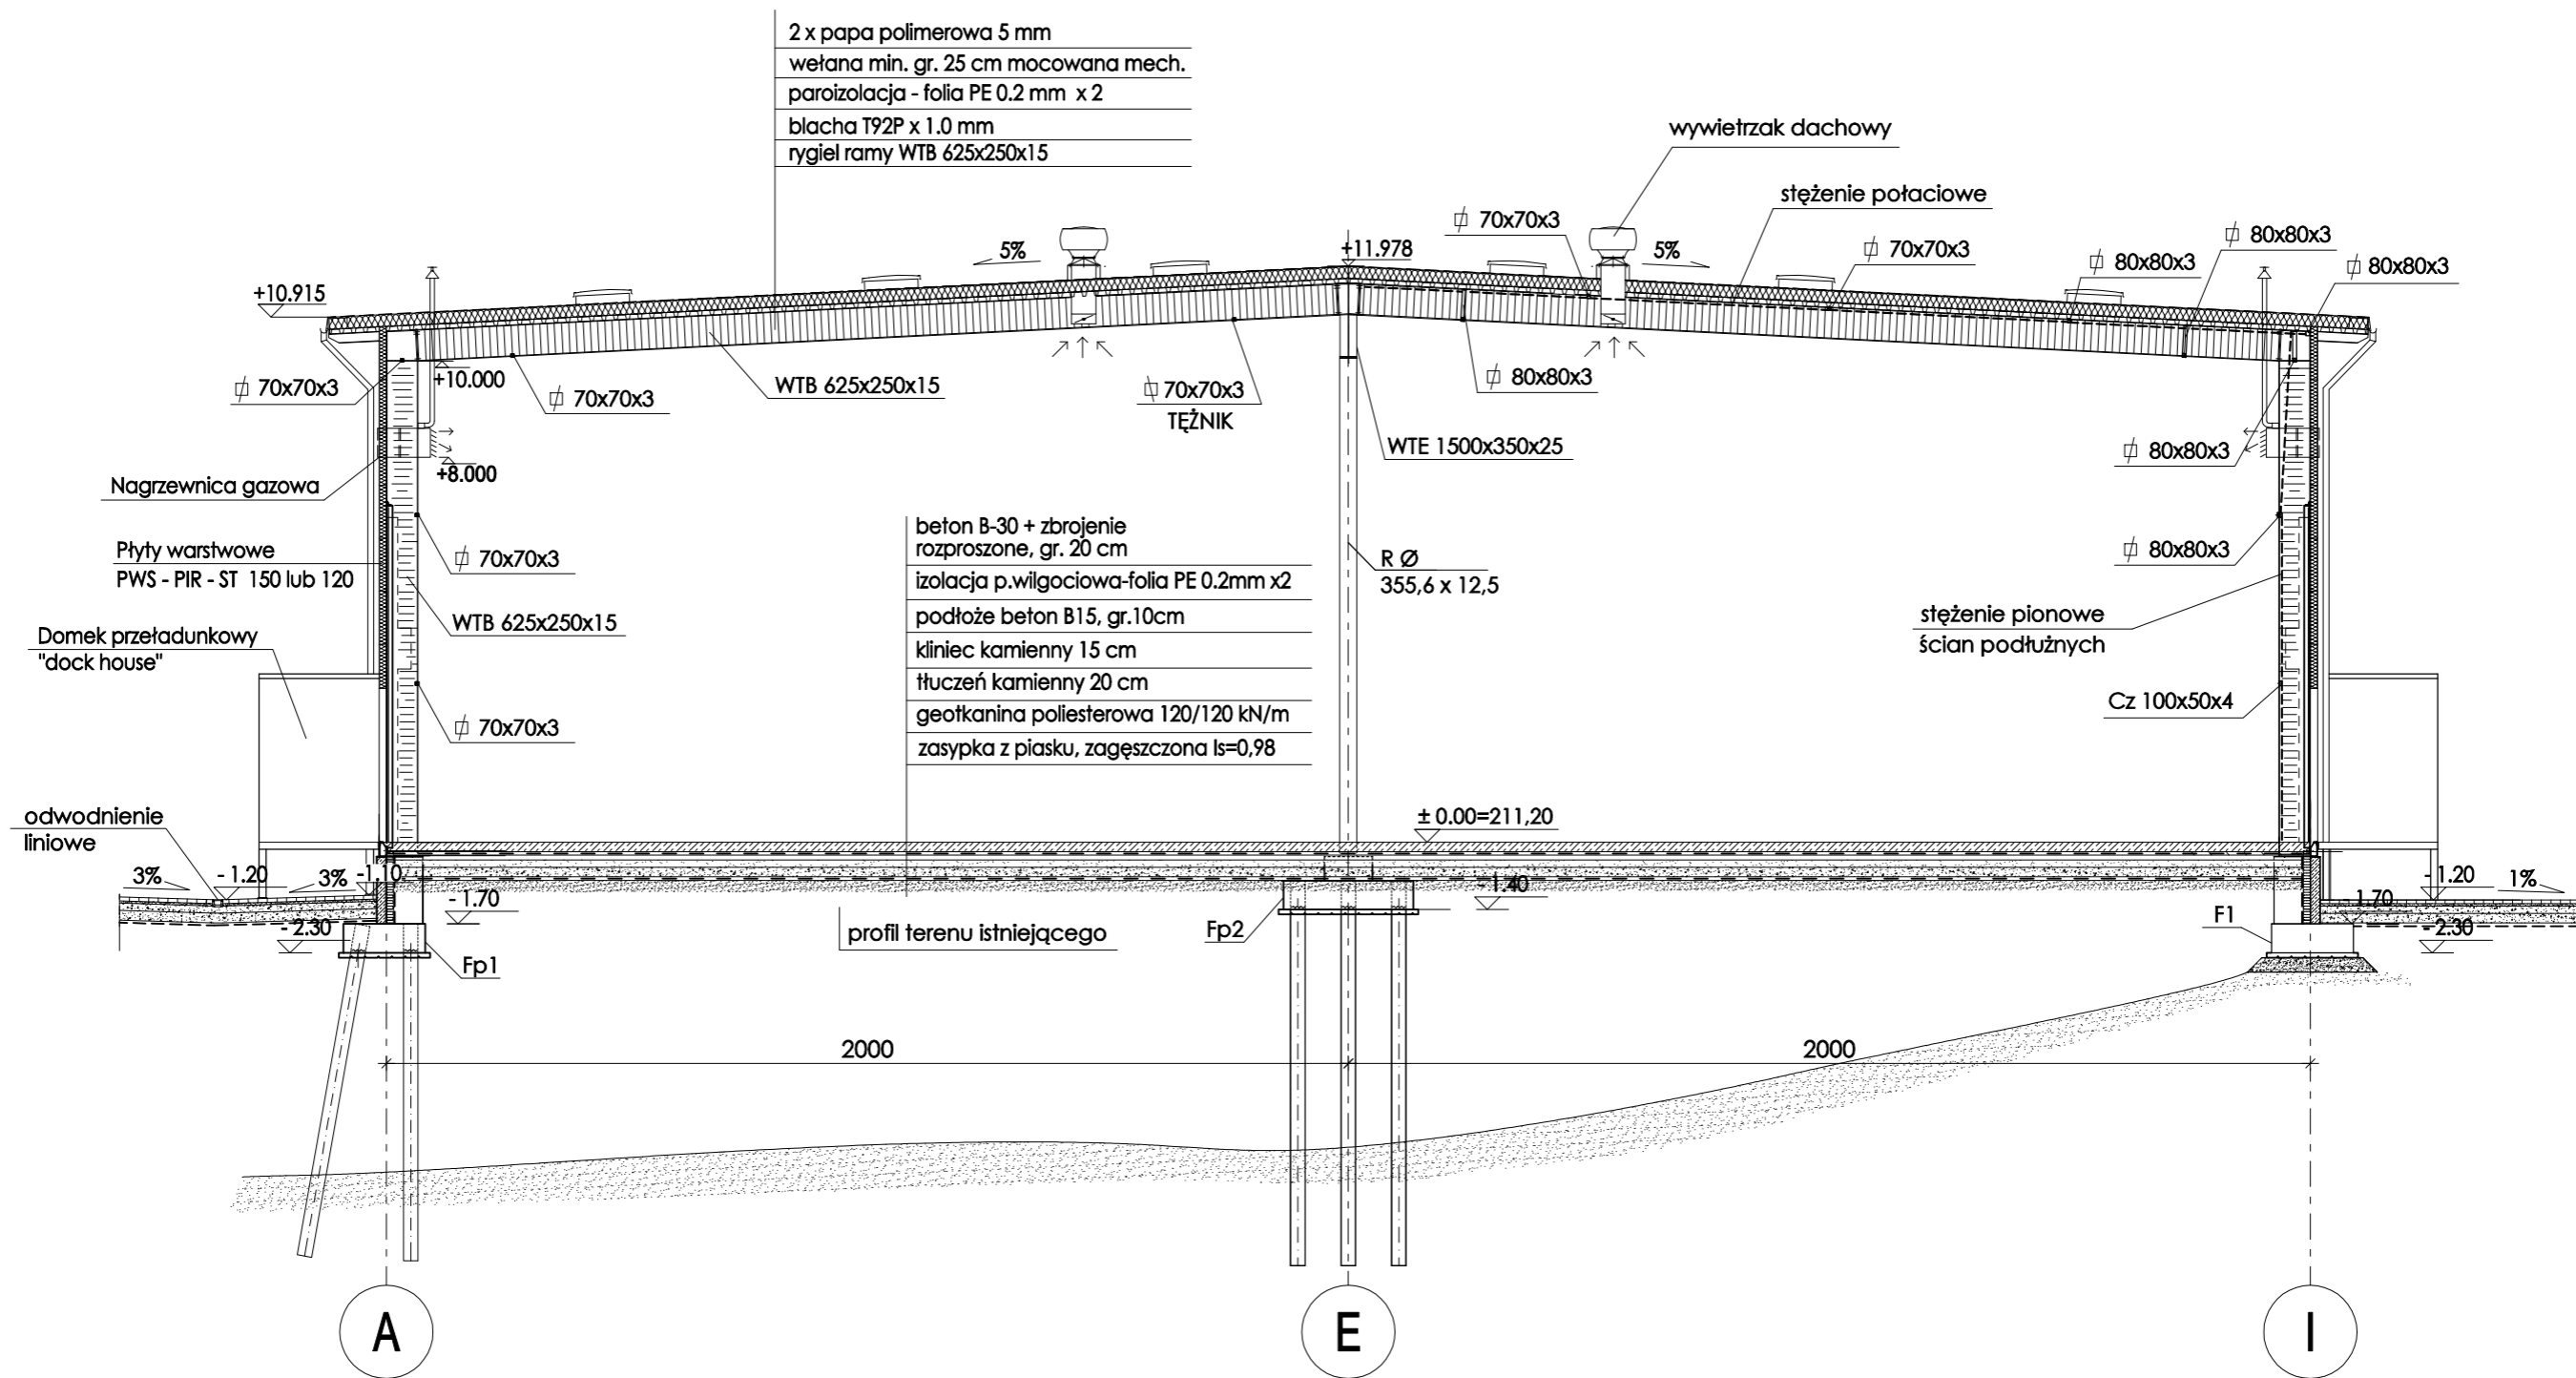 2 x papa polimerowa 5 mm
wełana min. gr. 25 cm mocowana mech.
paroizolacja - folia PE 0.2 mm x 2
blacha T92P x 1.0 mm
rygiel ramy WTB 625x250x15
wywietrzak dachowy
stężenie połaciowe
70x70x3
80x80x3
5%
+11.978
5%
70x70x3
80x80x3
80x80x3
+10.915
+10.000
70x70x3
70x70x3
WTB 625x250x15
70x70x3
TĘŻNIK
80x80x3
WTE 1500x350x25
80x80x3
+8.000
Nagrzewnica gazowa
Płyty warstwowe
PWS - PIR - ST 150 lub 120
70x70x3
WTB 625x250x15
Domek przeładunkowy
"dock house"
70x70x3
beton B-30 + zbrojenie
rozproszone, gr. 20 cm
izolacja p.wilgociowa-folia PE 0.2mm x2
podłoże beton B15, gr.10cm
kliniec kamienny 15 cm
tłuczeń kamienny 20 cm
geotkanina poliesterowa 120/120 kN/m
zasypka z piasku, zagęszczona Is=0,98
R Ø
355,6 x 12,5
80x80x3
stężenie pionowe
ścian podłużnych
Cz 100x50x4
odwodnienie
liniowe
± 0.00=211,20
3%
- 1.20
3%
-1.10
- 1.70
- 2.30
Fp1
profil terenu istniejącego
Fp2
- 1.40
F1
- 1.70
- 1.20
1%
- 2.30
2000
2000
A
E
I